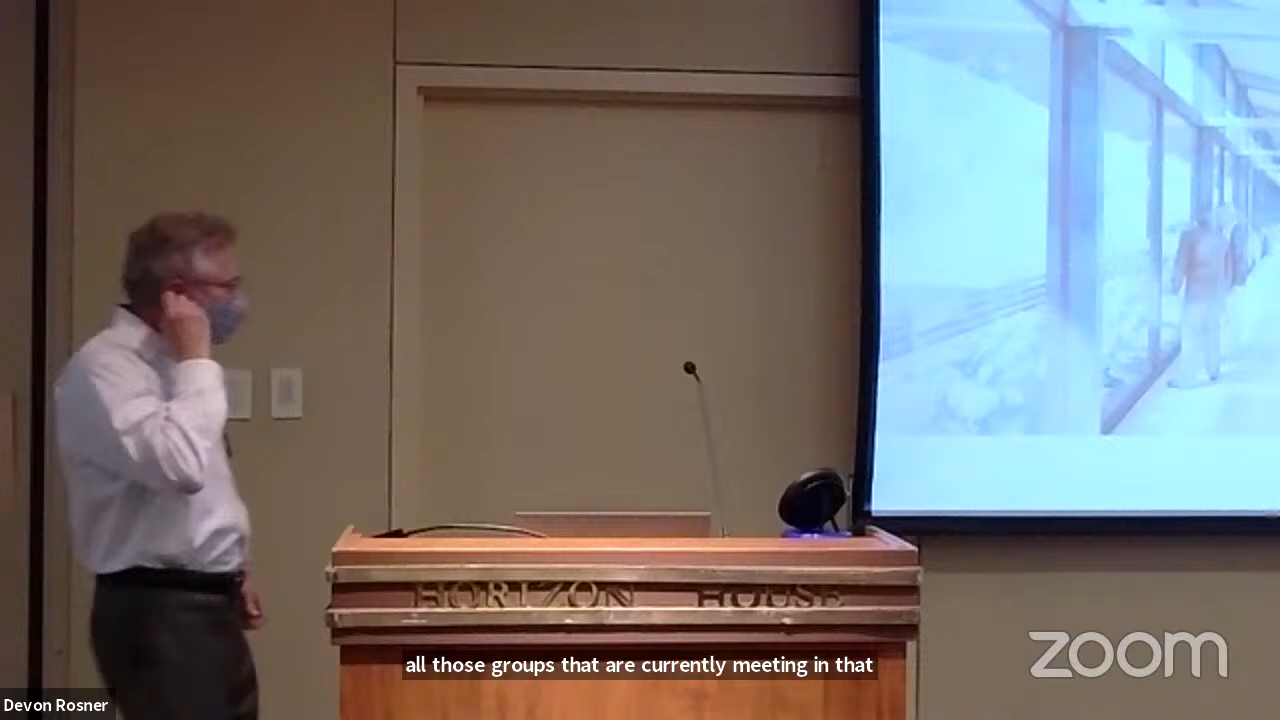 HORIZON HOUSE
all those groups that are currently meeting in that
zoom
Devon Rosner